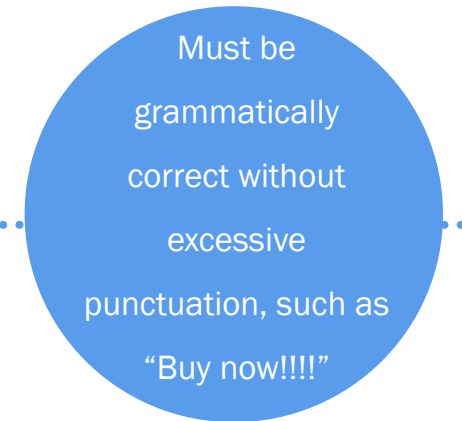 Must be
grammatically
correct without
excessive
punctuation, such as
“Buy now!!!!”